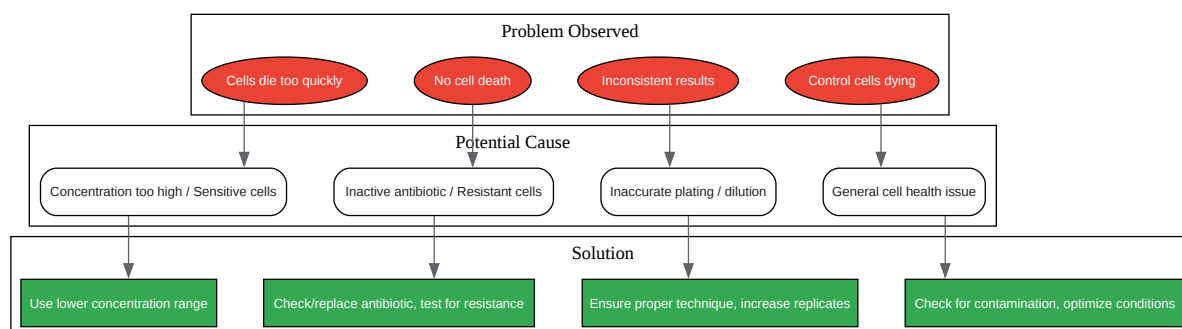 Problem Observed
Cells die too quickly
No cell death
Inconsistent results
Control cells dying
Potential Cause
Concentration too high / Sensitive cells
Inactive antibiotic / Resistant cells
Inaccurate plating / dilution
General cell health issue
Solution
Use lower concentration range
Check/replace antibiotic, test for resistance
Ensure proper technique, increase replicates
Check for contamination, optimize conditions